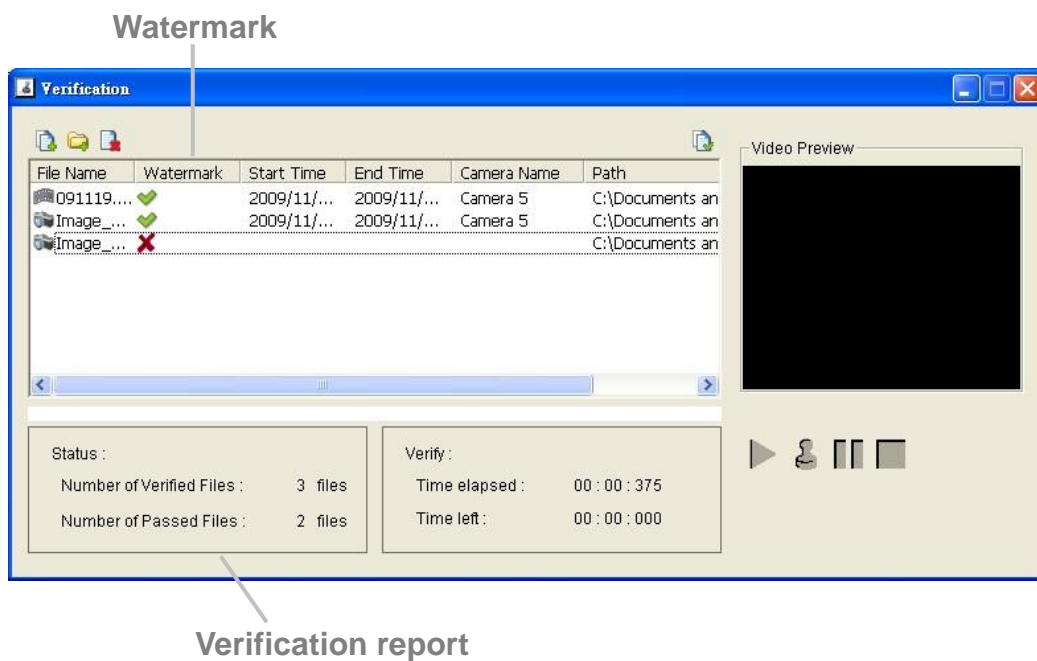 Watermark
Verification
Video Preview
File Name Watermark Start Time End Time Camera Name Path
091119.... 2009/11/... 2009/11/... Camera 5 C:\Documents an
Image_... 2009/11/... 2009/11/... Camera 5 C:\Documents an
Image_... C:\Documents an
Status :
Number of Verified Files : 3 files
Number of Passed Files : 2 files
Verify :
Time elapsed : 00 : 00 : 375
Time left : 00 : 00 : 000
Verification report